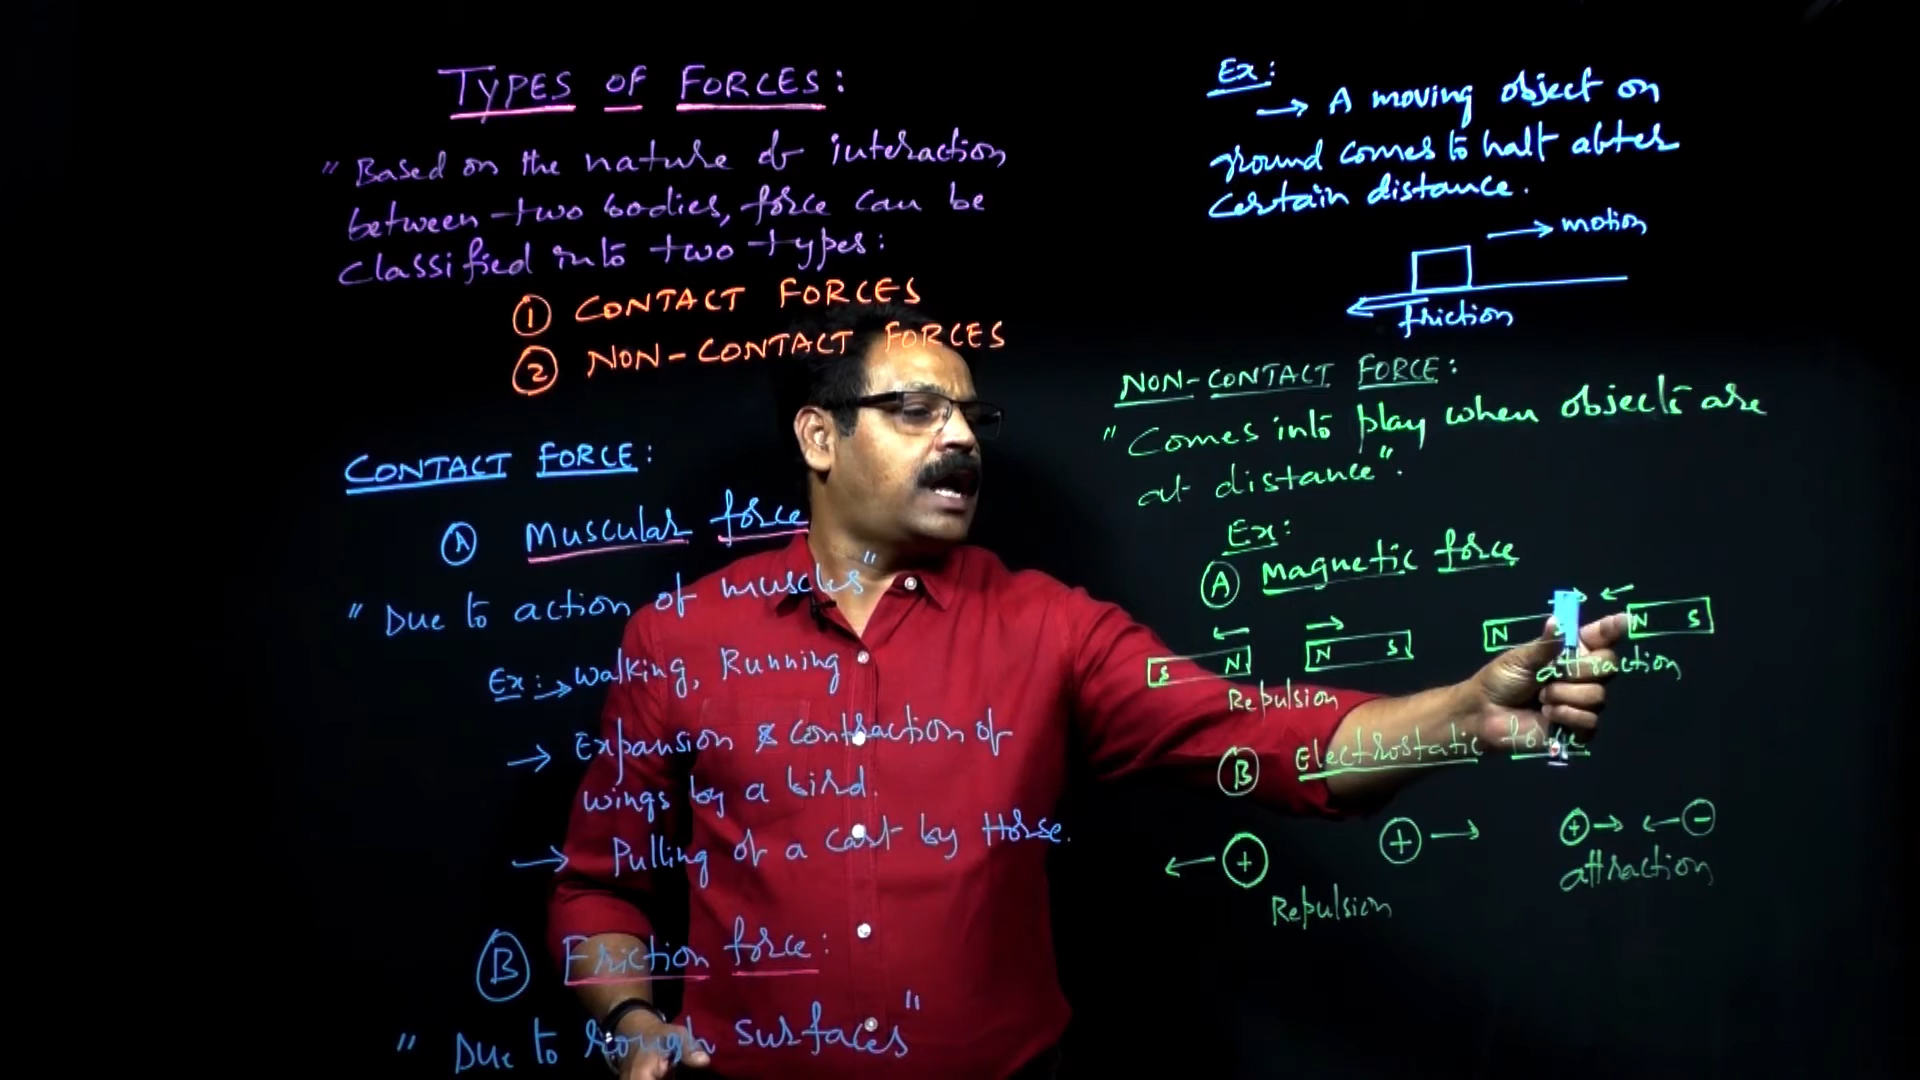 TYPES OF FORCES:
"Based on the nature of interaction
between two bodies, force can be
classified into two types:
① CONTACT FORCES
② NON-CONTACT FORCES
CONTACT FORCE:
Ⓐ Muscular force
"Due to action of muscles"
Ex:→ Walking, Running
→ Expansion & contraction of
wings by a bird.
→ Pulling of a cart by Horse.
Ⓑ Friction force:
"Due to rough surfaces"
Ex:
→ A moving object on
ground comes to halt after
certain distance.
→ motion
friction
NON-CONTACT FORCE:
"Comes into play when objects are
at distance".
Ex:
Ⓐ Magnetic force
← → → ←
S N N S N S N S
Repulsion attraction
Ⓑ Electrostatic force
← ⊕ ⊕ → ⊕→ ←⊖
Repulsion attraction